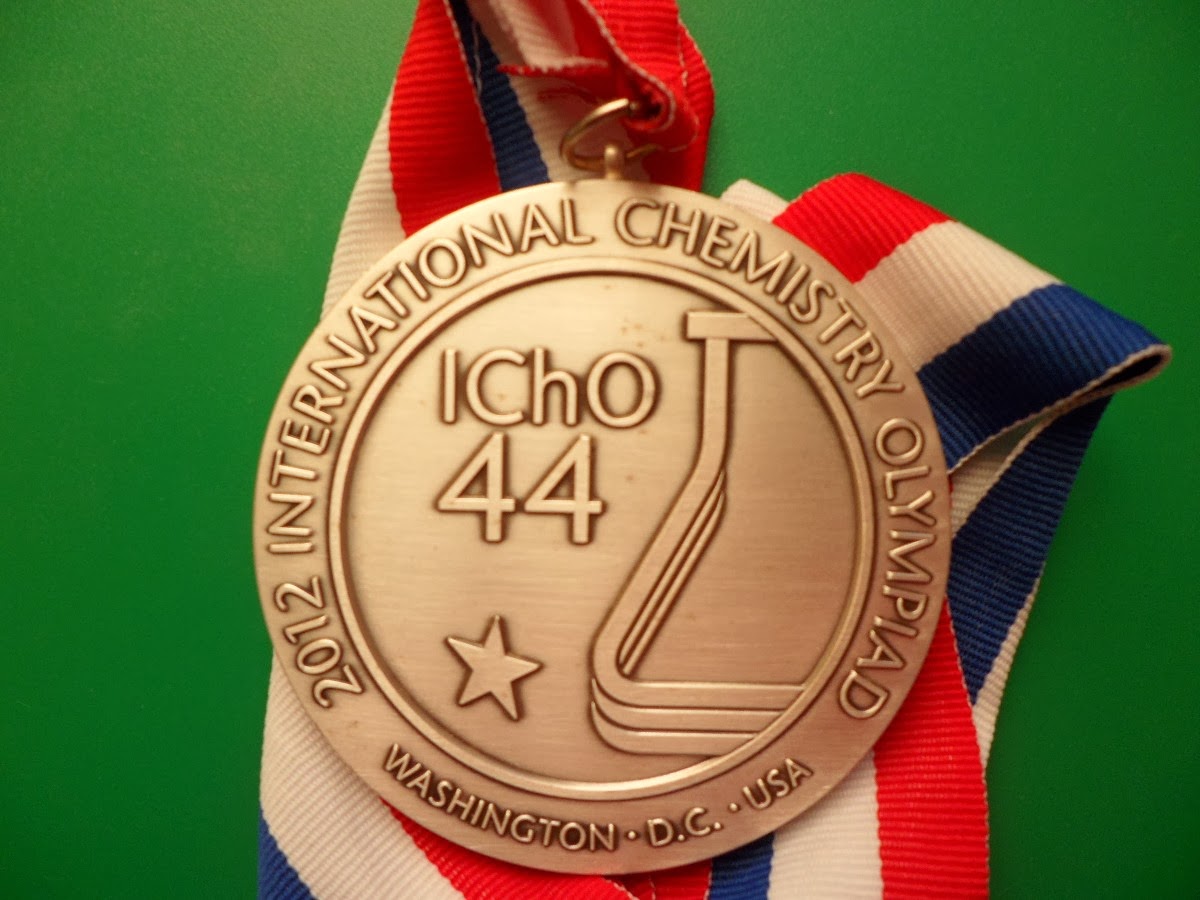 2012 INTERNATIONAL CHEMISTRY OLYMPIAD
IChO
44
WASHINGTON · D.C. · USA